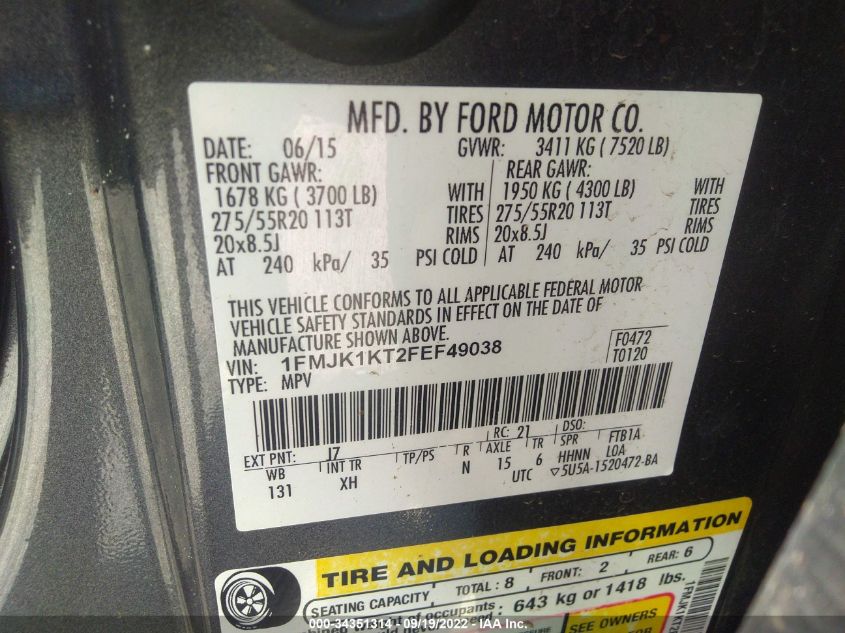 MFD. BY FORD MOTOR CO.
DATE: 06/15 GVWR: 3411 KG ( 7520 LB)
FRONT GAWR: REAR GAWR:
1678 KG ( 3700 LB) WITH 1950 KG ( 4300 LB) WITH
275/55R20 113T TIRES 275/55R20 113T TIRES
20x8.5J RIMS 20x8.5J RIMS
AT 240 kPa/ 35 PSI COLD AT 240 kPa/ 35 PSI COLD
THIS VEHICLE CONFORMS TO ALL APPLICABLE FEDERAL MOTOR
VEHICLE SAFETY STANDARDS IN EFFECT ON THE DATE OF
MANUFACTURE SHOWN ABOVE.
VIN: 1FMJK1KT2FEF49038 F0472
TYPE: MPV T0120
EXT PNT: J7 RC: 21 DSO:
WB INT TR TP/PS R AXLE TR SPR FTB1A
131 XH N 15 6 HHNN LOA
UTC ▽5U5A-1520472-BA
TIRE AND LOADING INFORMATION
SEATING CAPACITY TOTAL: 8 FRONT: 2 REAR: 6
of occupants 643 kg or 1418 lbs.
SEE OWNERS
000-34351314 - 09/19/2022 - IAAI.COM